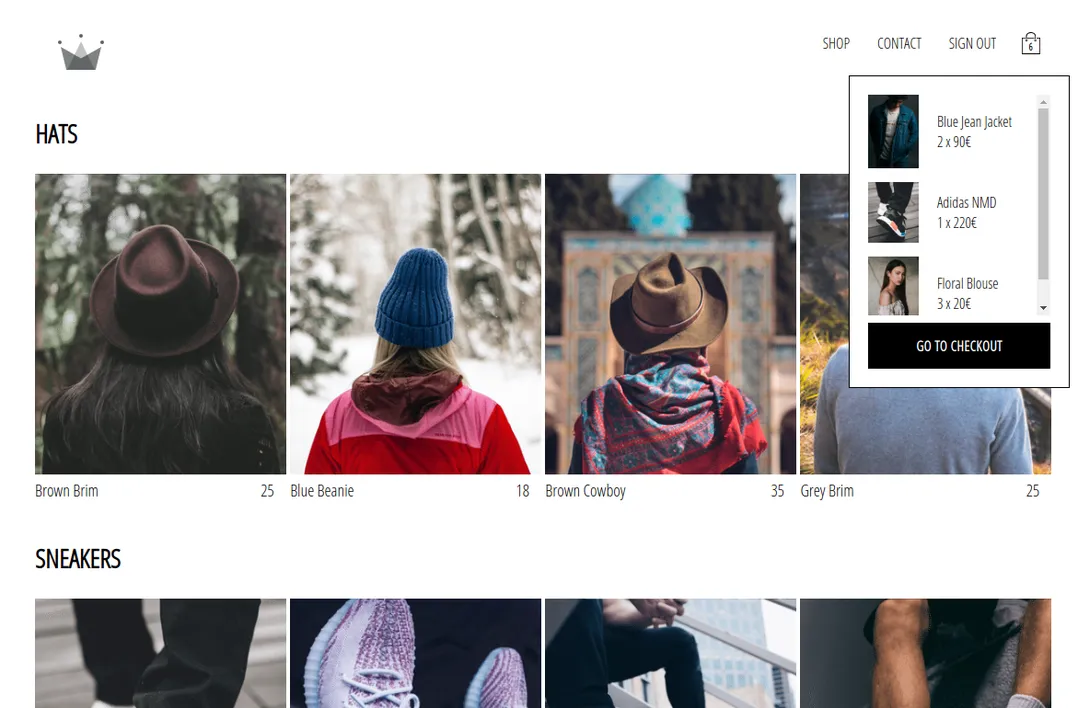 SHOP CONTACT SIGN OUT 6
Blue Jean Jacket
2 x 90€
Adidas NMD
1 x 220€
Floral Blouse
3 x 20€
GO TO CHECKOUT
HATS
Brown Brim 25 Blue Beanie 18 Brown Cowboy 35 Grey Brim 25
SNEAKERS